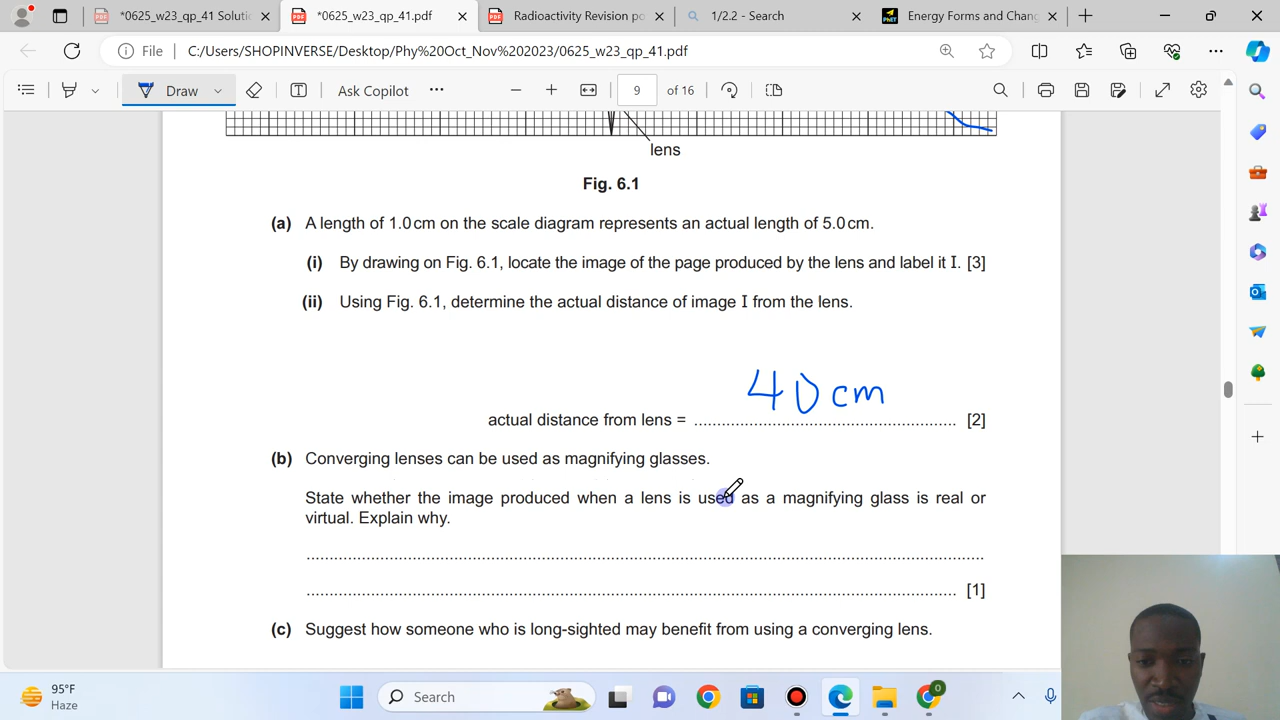 *0625_w23_qp_41 Soluti
*0625_w23_qp_41.pdf
Radioactivity Revision po
1/2.2 - Search
Energy Forms and Chang
File
C:/Users/SHOPINVERSE/Desktop/Phy%20Oct_Nov%202023/0625_w23_qp_41.pdf
Draw
Ask Copilot
9 of 16
lens
Fig. 6.1
(a) A length of 1.0 cm on the scale diagram represents an actual length of 5.0 cm.
(i) By drawing on Fig. 6.1, locate the image of the page produced by the lens and label it I. [3]
(ii) Using Fig. 6.1, determine the actual distance of image I from the lens.
40 cm
actual distance from lens = .......................................................... [2]
(b) Converging lenses can be used as magnifying glasses.
State whether the image produced when a lens is used as a magnifying glass is real or
virtual. Explain why.
..........................................................................................................................................
.................................................................................................................................... [1]
(c) Suggest how someone who is long-sighted may benefit from using a converging lens.
95°F
Haze
Search
0